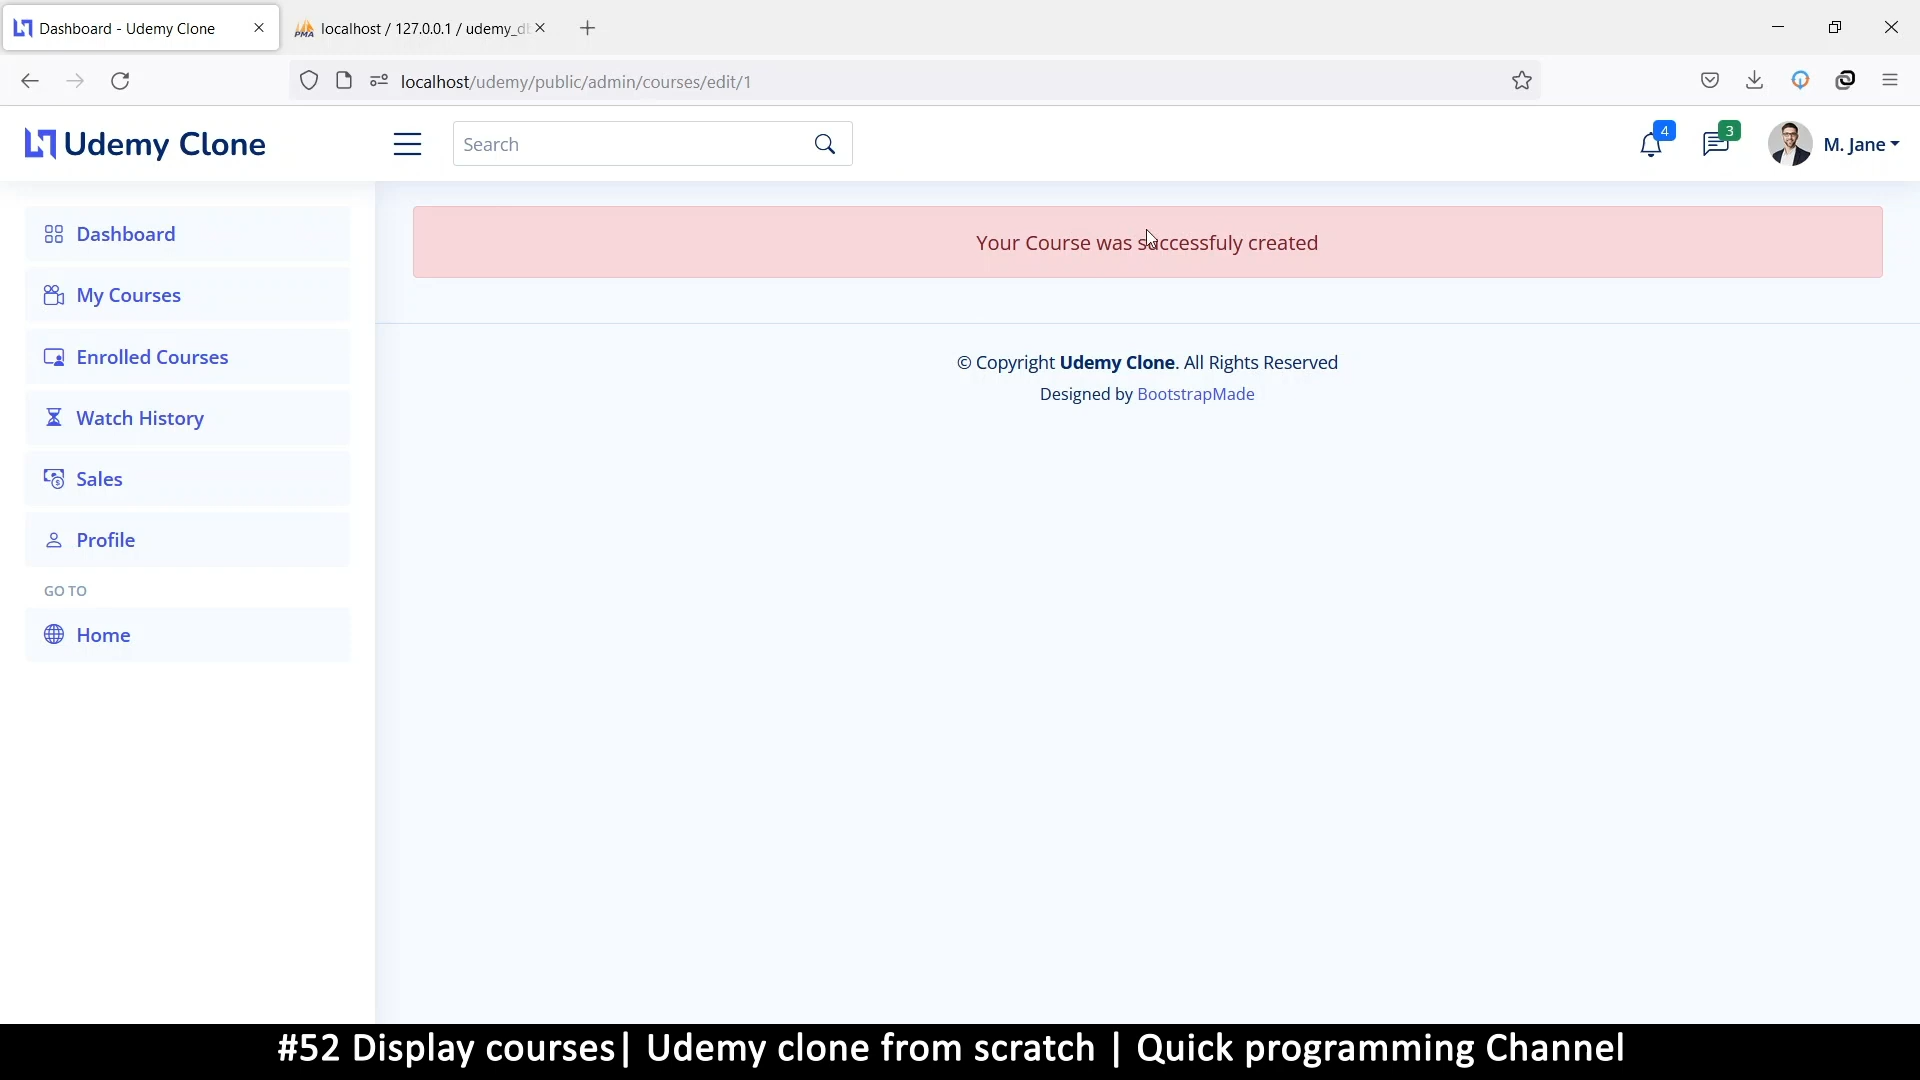 Dashboard - Udemy Clone
localhost / 127.0.0.1 / udemy_d
localhost/udemy/public/admin/courses/edit/1
Udemy Clone
Search
4
3
M. Jane
Dashboard
My Courses
Enrolled Courses
Watch History
Sales
Profile
GO TO
Home
Your Course was successfuly created
© Copyright Udemy Clone. All Rights Reserved
Designed by BootstrapMade
#52 Display courses| Udemy clone from scratch | Quick programming Channel